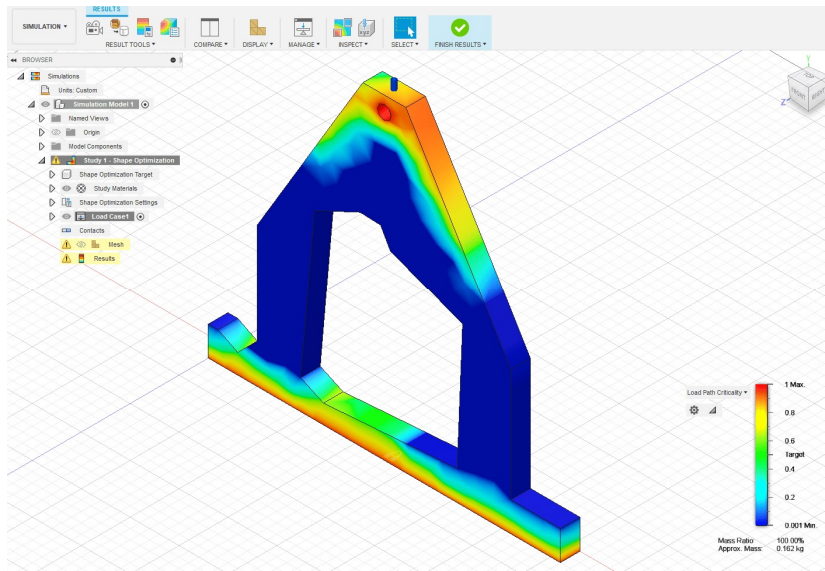 RESULTS
SIMULATION
RESULT TOOLS
COMPARE
DISPLAY
MANAGE
INSPECT
SELECT
FINISH RESULTS
xyz
BROWSER
Simulations
Units: Custom
Simulation Model 1
Named Views
Origin
Model Components
Study 1 - Shape Optimization
Shape Optimization Target
Study Materials
Shape Optimization Settings
Load Case1
Contacts
Mesh
Results
Y
TOP
FRONT
RIGHT
Z
Load Path Criticality
1 Max.
0.8
0.6
Target
0.4
0.2
0.001 Min.
Mass Ratio 100.00%
Approx. Mass: 0.162 kg